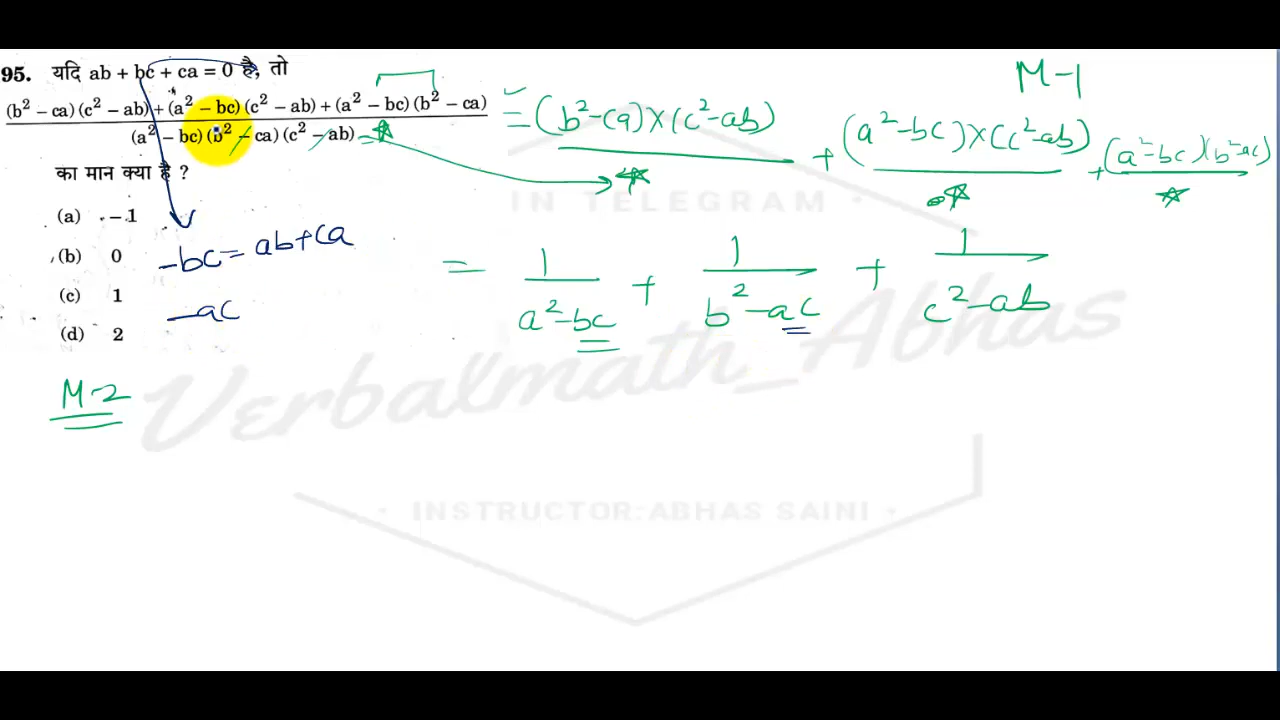 95. यदि ab + bc + ca = 0 है, तो
(b² − ca) (c² − ab) + (a² − bc) (c² − ab) + (a² − bc) (b² − ca)
(a² − bc) (b² − ca) (c² − ab)
का मान क्या है ?
(a) −1
(b) 0
(c) 1
(d) 2
-bc = ab+ca
-ac
M-1
= (b²-ca)×(c²-ab) + (a²-bc)×(c²-ab) + (a²-bc)(b²-ac)
= 1 + 1 + 1
a²-bc b²-ac c²-ab
M-2
IN TELEGRAM
Verbalmath_Abhas
INSTRUCTOR:ABHAS SAINI